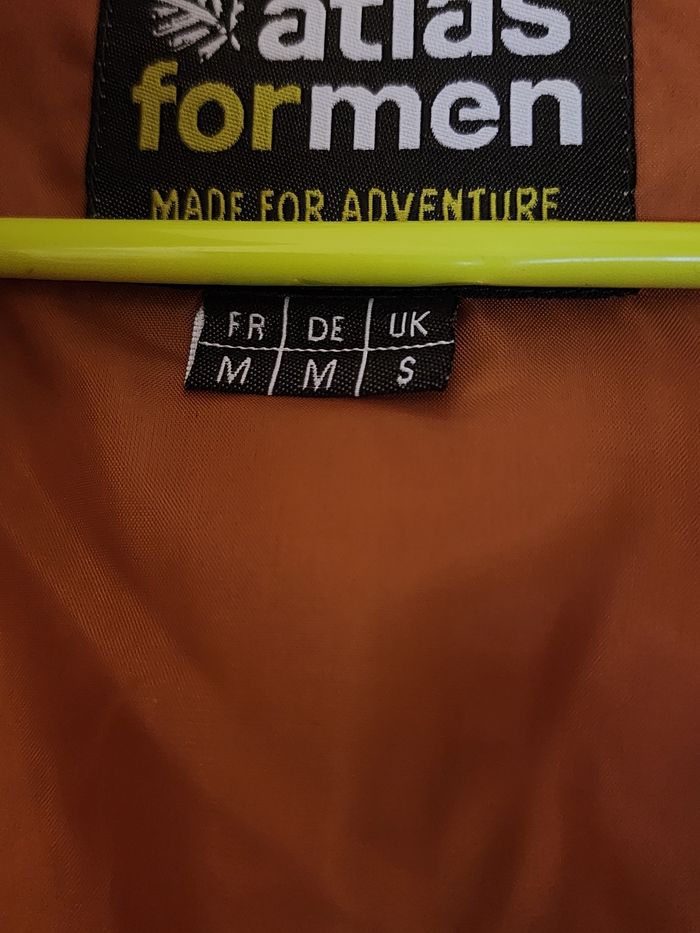 atlas
formen
MADE FOR ADVENTURE
FR DE UK
M M S